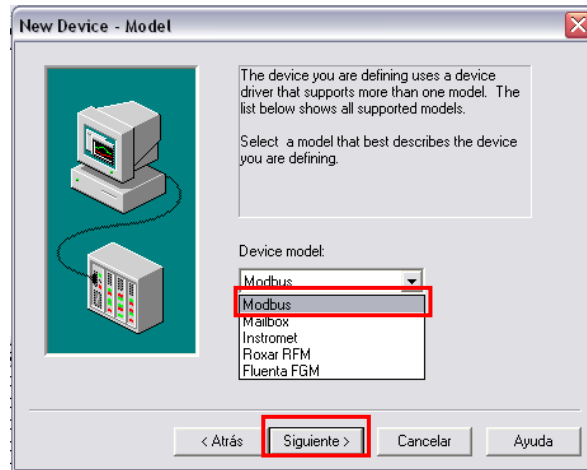 New Device - Model
The device you are defining uses a device
driver that supports more than one model. The
list below shows all supported models.
Select a model that best describes the device
you are defining.
Device model:
Modbus
Modbus
Mailbox
Instromet
Roxar RFM
Fluenta FGM
< Atrás
Siguiente >
Cancelar
Ayuda